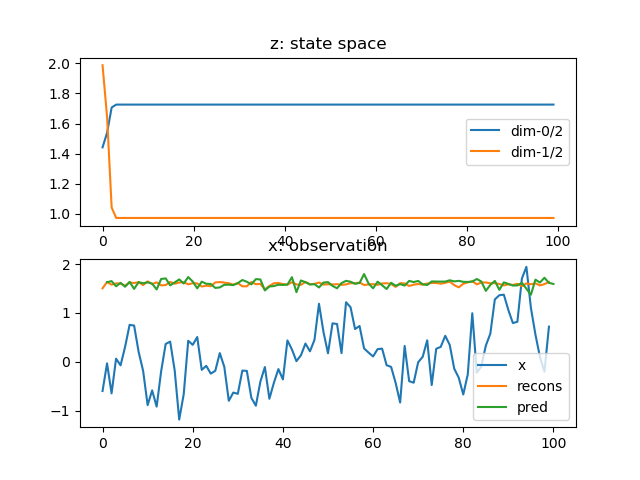 z: state space
2.0
1.8
1.6
1.4
1.2
1.0
dim-0/2
dim-1/2
0 20 40 60 80 100
x: observation
2
1
0
−1
x
recons
pred
0 20 40 60 80 100